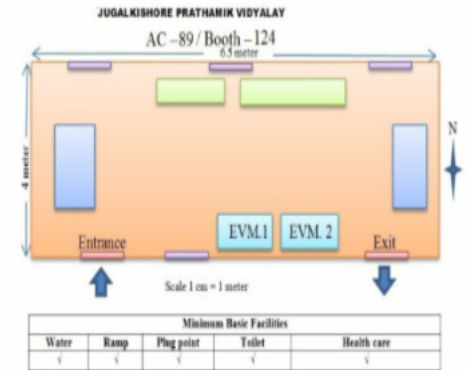 JUGALKISHORE PRATHAMIK VIDYALAY
AC –89 / Booth –124
6.5 meter
4 meter
N
EVM.1 EVM. 2
Entrance Exit
Scale 1 cm = 1 meter
Minimum Basic Facilities
Water Ramp Plug point Toilet Health care
√ √ √ √ √